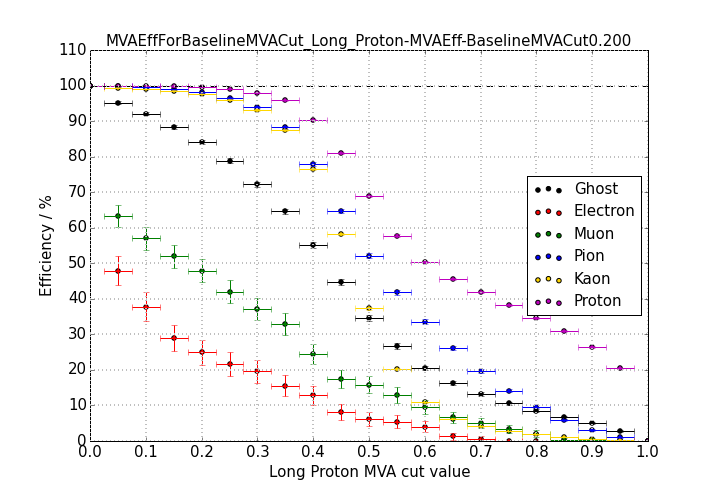 MVAEffForBaselineMVACut_Long_Proton-MVAEff-BaselineMVACut0.200
110
100
90
80
70
60
50
40
30
20
10
0
Efficiency / %
Ghost
Electron
Muon
Pion
Kaon
Proton
0.0 0.1 0.2 0.3 0.4 0.5 0.6 0.7 0.8 0.9 1.0
Long Proton MVA cut value